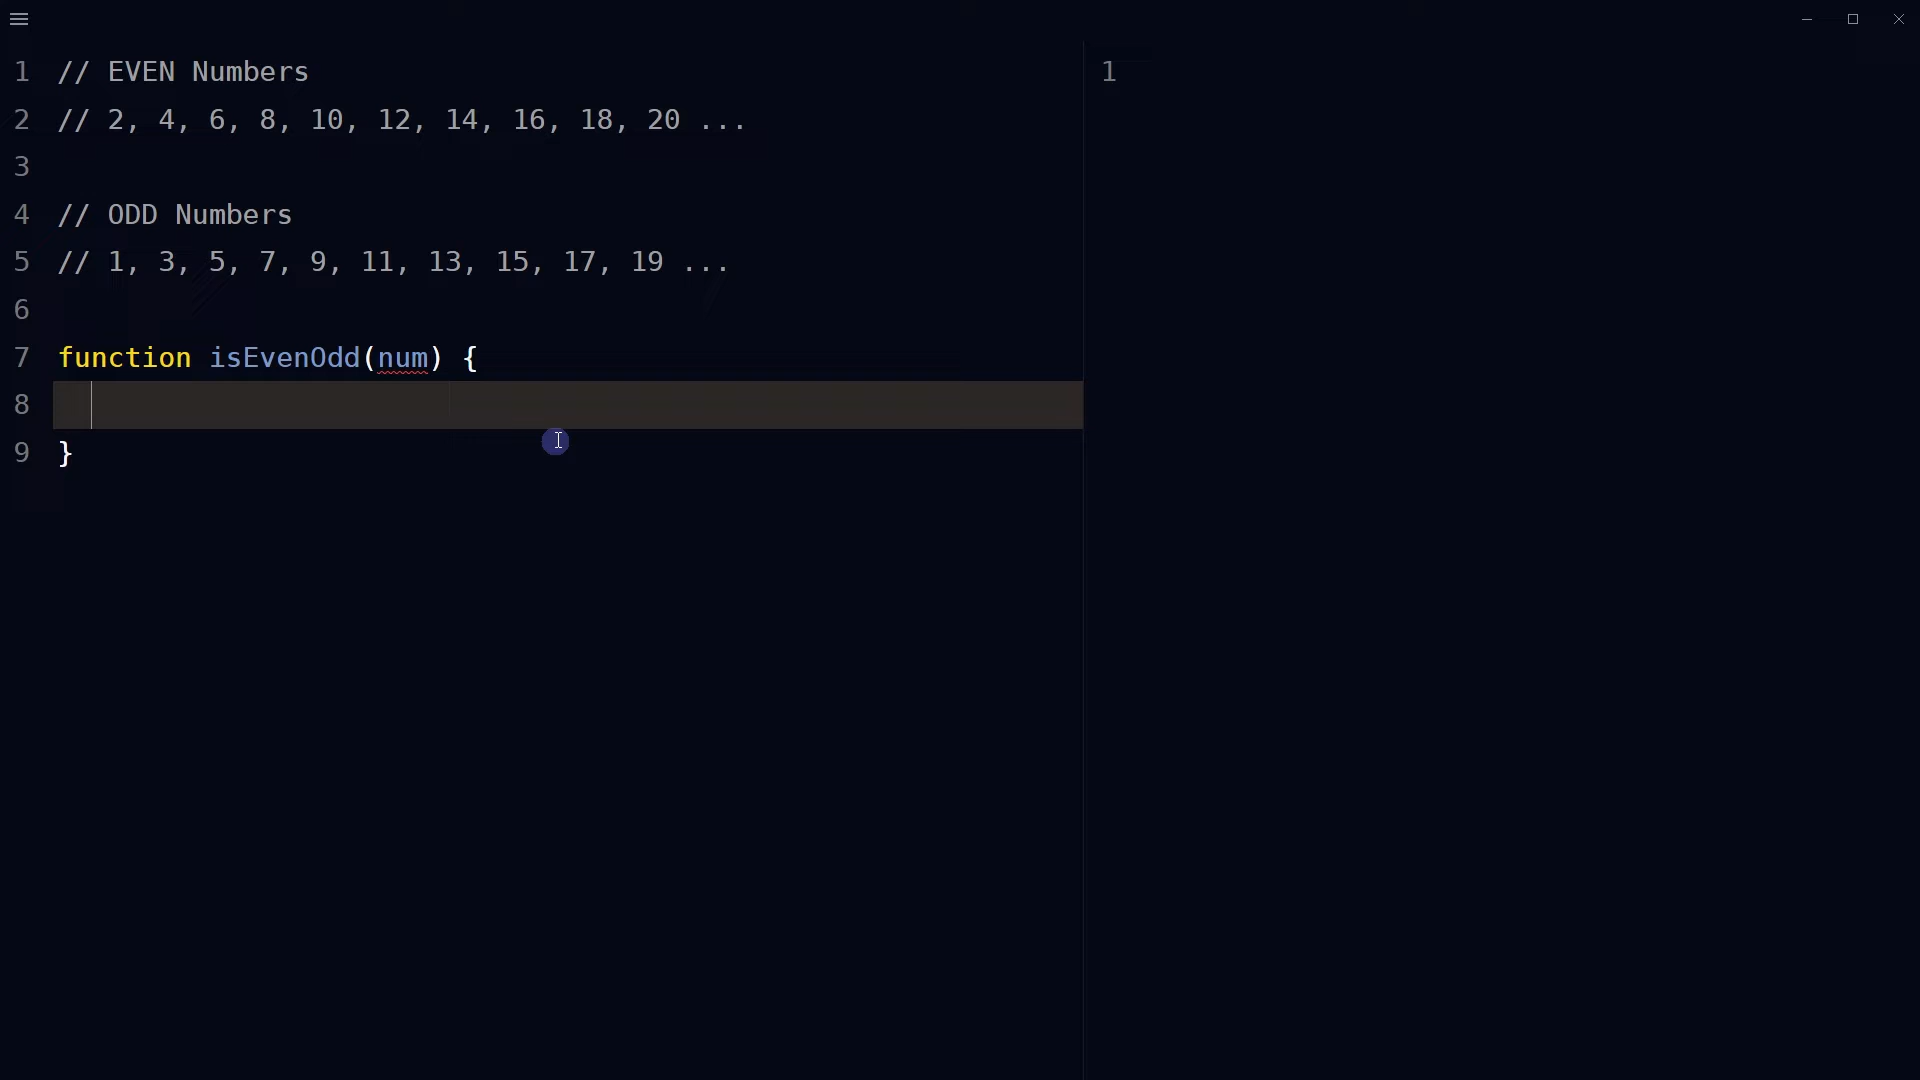 1 // EVEN Numbers
2 // 2, 4, 6, 8, 10, 12, 14, 16, 18, 20 ...
3
4 // ODD Numbers
5 // 1, 3, 5, 7, 9, 11, 13, 15, 17, 19 ...
6
7 function isEvenOdd(num) {
8
9 }
1